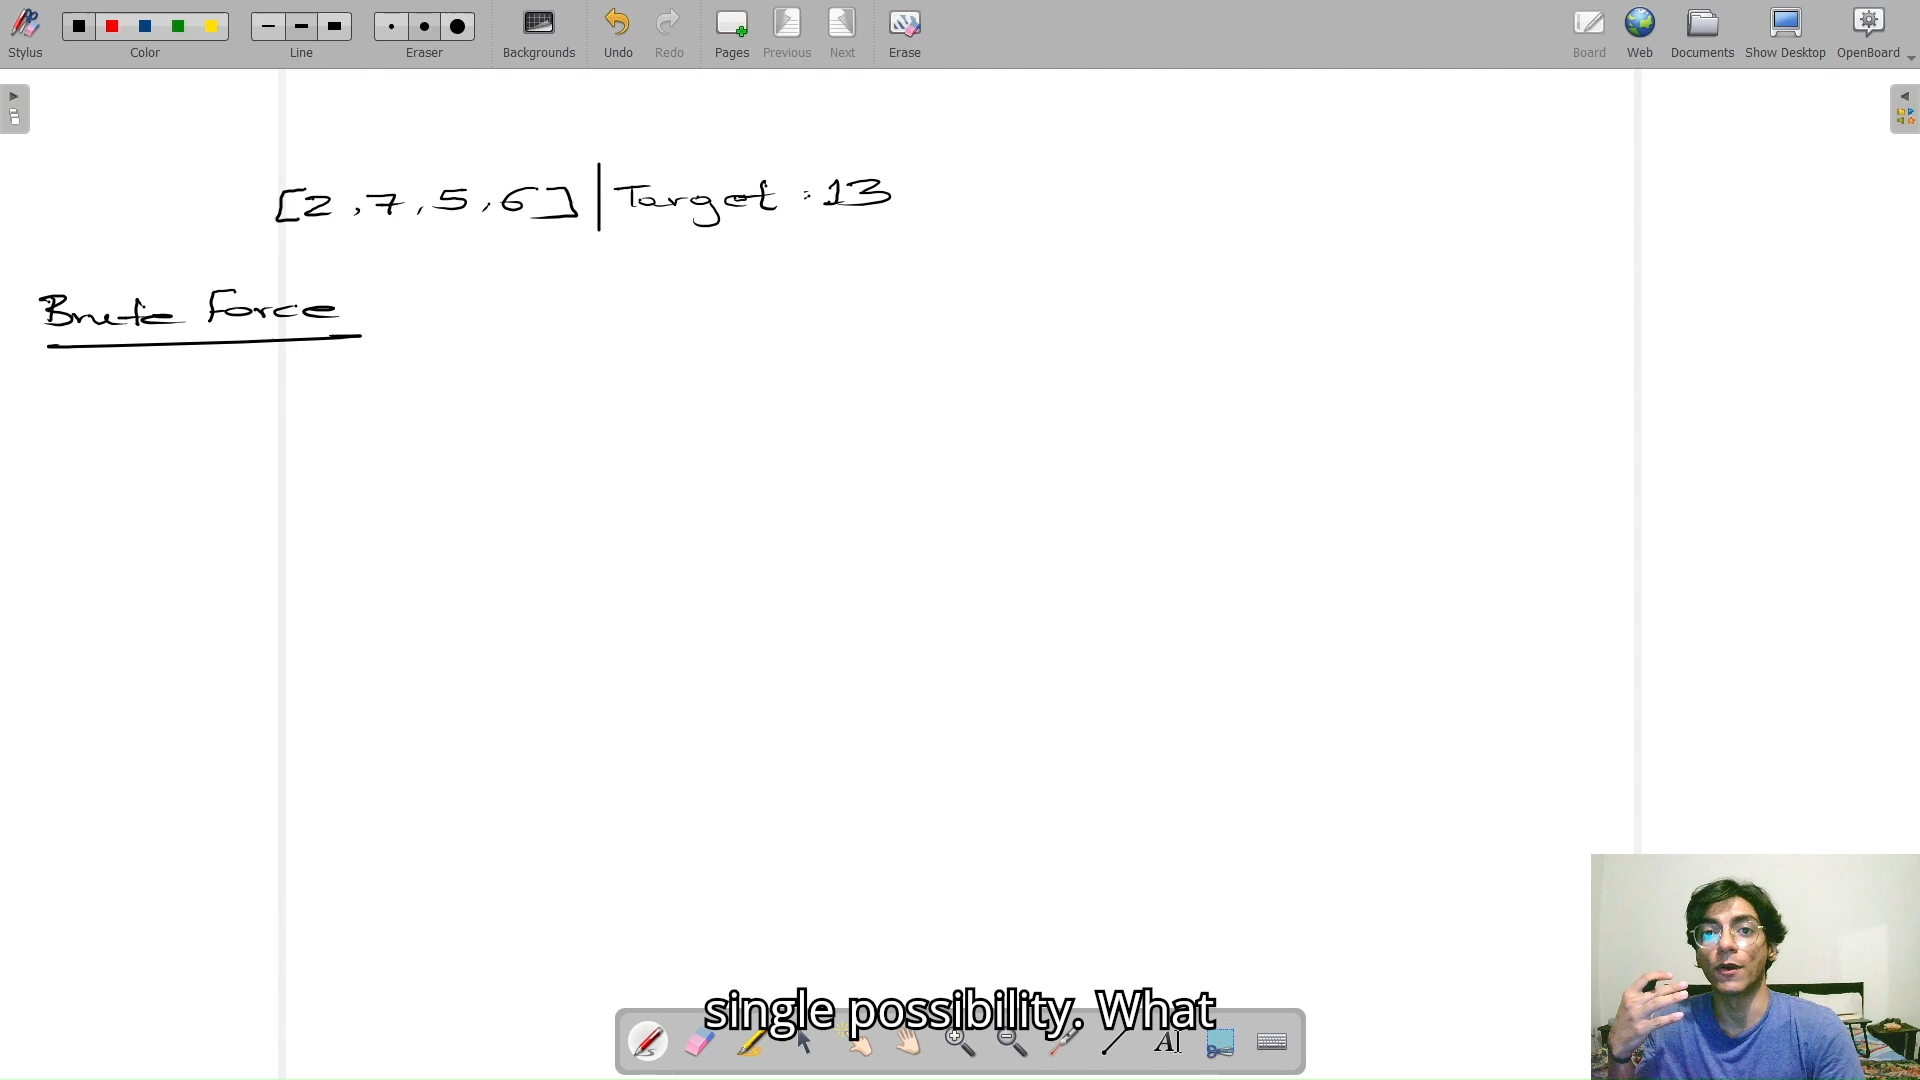 Stylus Color Line Eraser Backgrounds Undo Redo Pages Previous Next Erase Board Web Documents Show Desktop OpenBoard
[2, 7, 5, 6] | Target : 13
Brute Force
single possibility. What